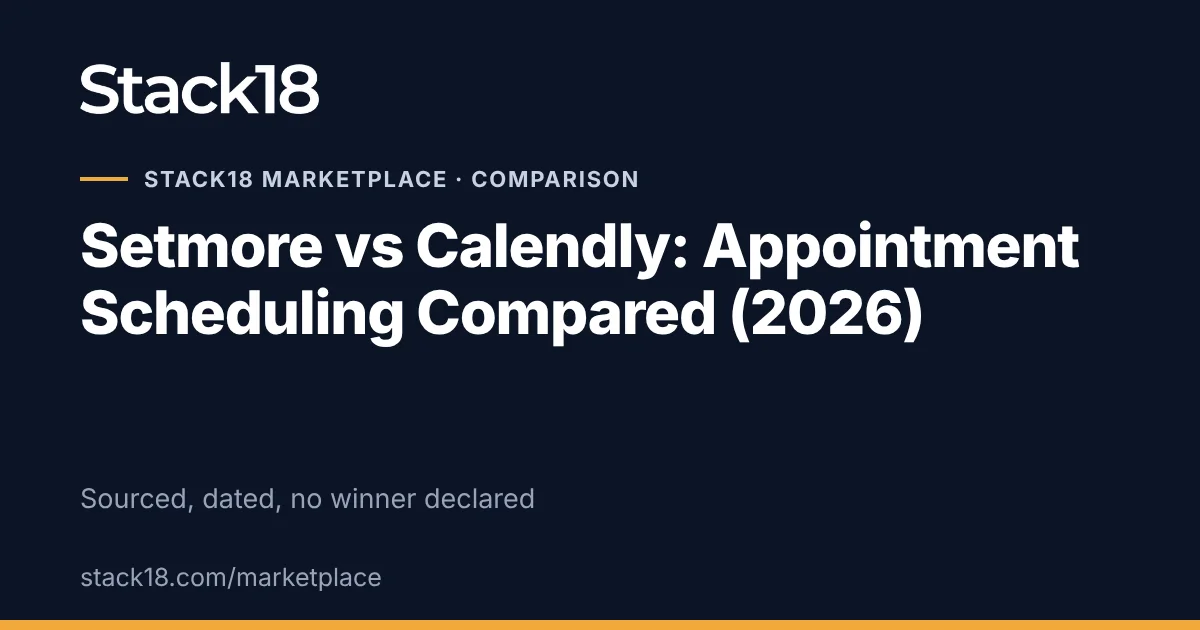 Stack18
STACK18 MARKETPLACE · COMPARISON
Setmore vs Calendly: Appointment
Scheduling Compared (2026)
Sourced, dated, no winner declared
stack18.com/marketplace